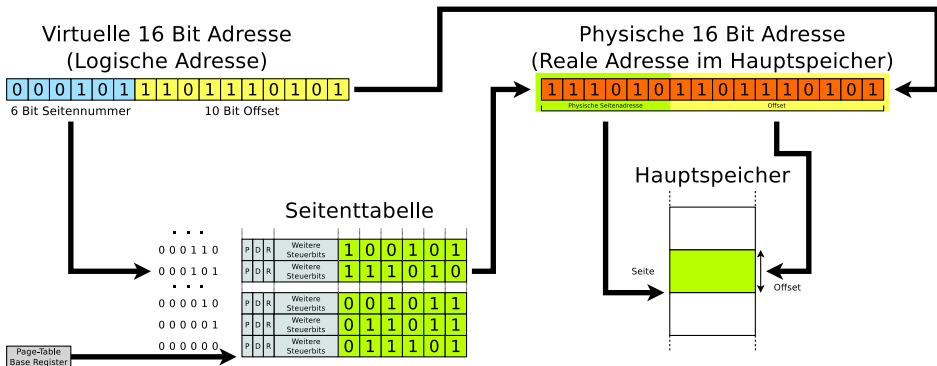 Virtuelle 16 Bit Adresse
(Logische Adresse)
0 0 0 1 0 1 1 1 0 1 1 1 0 1 0 1
6 Bit Seitennummer 10 Bit Offset
Physische 16 Bit Adresse
(Reale Adresse im Hauptspeicher)
1 1 1 0 1 0 1 1 0 1 1 1 0 1 0 1
Physische Seitenadresse Offset
Hauptspeicher
Seite
Offset
Seitenttabelle
. . .
0 0 0 1 1 0 P D R Weitere Steuerbits 1 0 0 1 0 1
0 0 0 1 0 1 P D R Weitere Steuerbits 1 1 1 0 1 0
. . .
0 0 0 0 1 0 P D R Weitere Steuerbits 0 0 1 0 1 1
0 0 0 0 0 1 P D R Weitere Steuerbits 0 1 1 0 1 1
0 0 0 0 0 0 P D R Weitere Steuerbits 0 1 1 1 0 1
Page-Table
Base Register